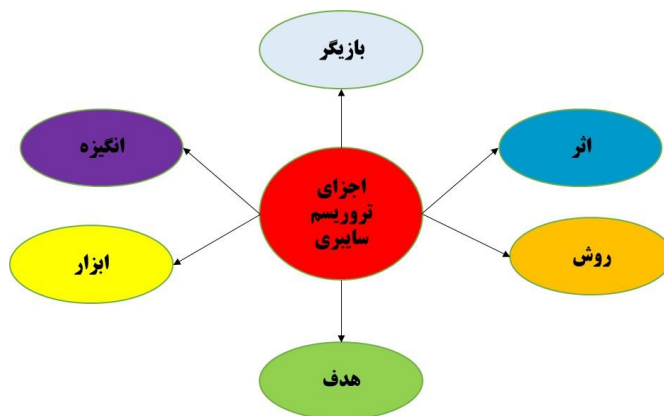 بازیگر
انگیزه
اثر
اجزای
تروریسم
سایبری
ابزار
روش
هدف